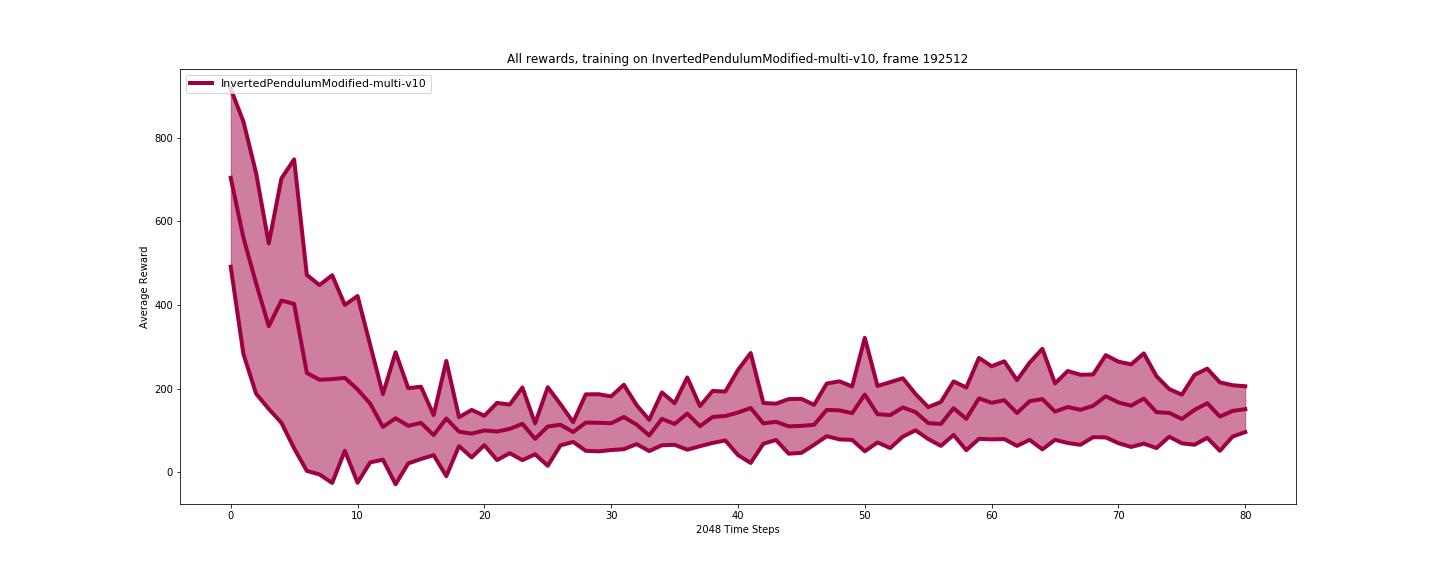 All rewards, training on InvertedPendulumModified-multi-v10, frame 192512
InvertedPendulumModified-multi-v10
800
600
400
200
0
Average Reward
0 10 20 30 40 50 60 70 80
2048 Time Steps